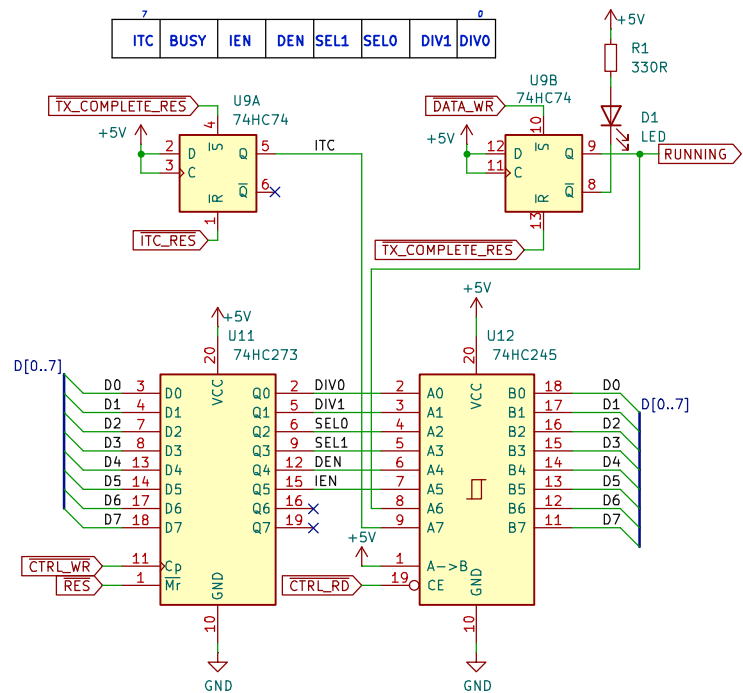 7 0
ITC BUSY IEN DEN SEL1 SEL0 DIV1 DIV0
+5V
R1
330R
U9A
74HC74
TX_COMPLETE_RES
+5V
4
2 D S Q 5 ITC
3 C
Q 6
R
1
ITC_RES
U9B
74HC74
DATA_WR
+5V
10
D1
LED
12 D S Q 9
11 C
Q 8
R
13
RUNNING
TX_COMPLETE_RES
+5V
U11
74HC273
20
VCC
D[0..7]
D0 3 D0 Q0 2 DIV0
D1 4 D1 Q1 5 DIV1
D2 7 D2 Q2 6 SEL0
D3 8 D3 Q3 9 SEL1
D4 13 D4 Q4 12 DEN
D5 14 D5 Q5 15 IEN
D6 17 D6 Q6 16
D7 18 D7 Q7 19
CTRL_WR 11 Cp
RES 1 Mr
GND
10
GND
+5V
U12
74HC245
20
VCC
2 A0 B0 18 D0
3 A1 B1 17 D1
4 A2 B2 16 D2
5 A3 B3 15 D3
6 A4 B4 14 D4
7 A5 B5 13 D5
8 A6 B6 12 D6
9 A7 B7 11 D7
D[0..7]
+5V
1 A->B
CTRL_RD 19 CE
GND
10
GND